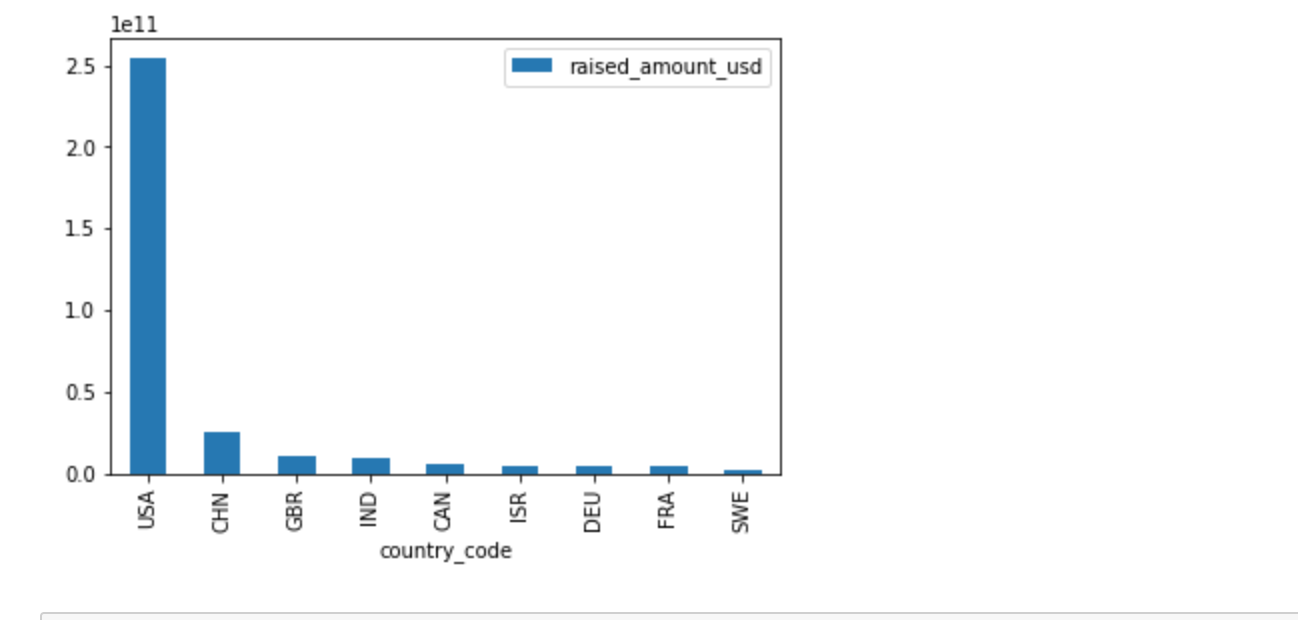 1e11
raised_amount_usd
2.5
2.0
1.5
1.0
0.5
0.0
USA CHN GBR IND CAN ISR DEU FRA SWE
country_code